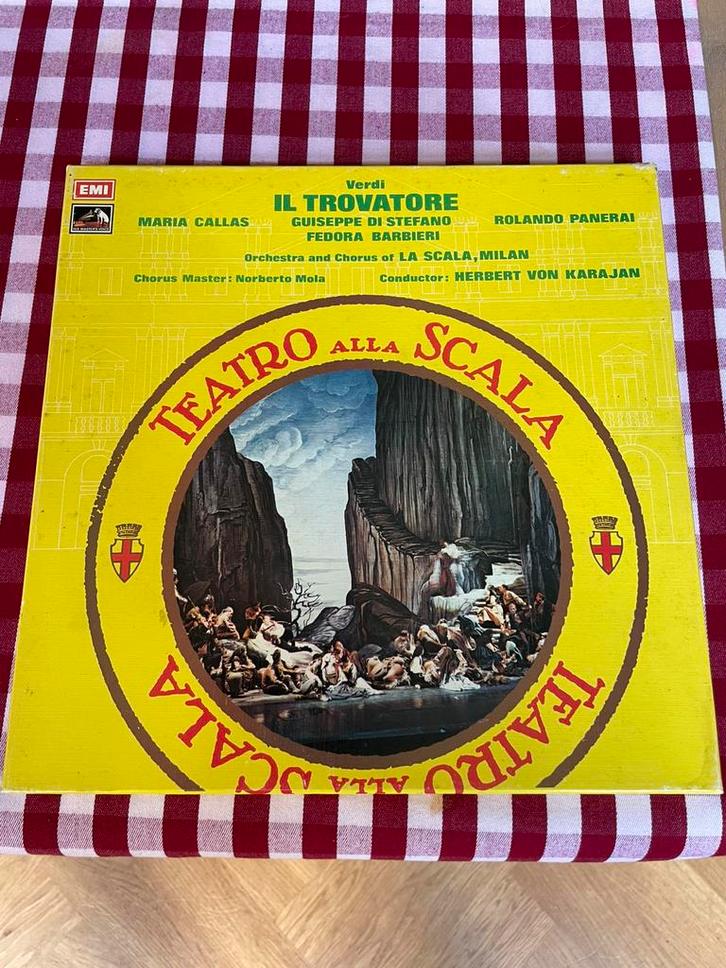 EMI
Verdi
IL TROVATORE
MARIA CALLAS GUISEPPE DI STEFANO ROLANDO PANERAI
FEDORA BARBIERI
Orchestra and Chorus of LA SCALA, MILAN
Chorus Master: Norberto Mola Conductor: HERBERT VON KARAJAN
TEATRO ALLA SCALA
TEATRO ALLA SCALA